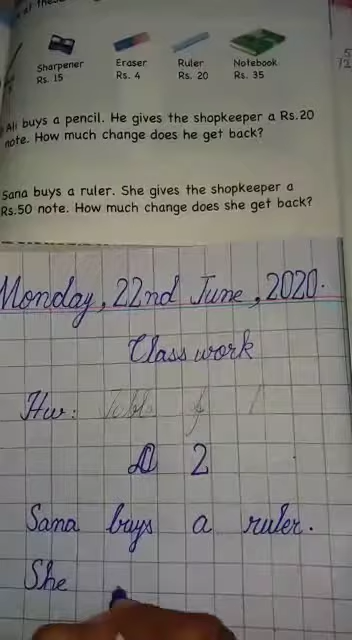 of these
Sharpener Eraser Ruler Notebook
Rs. 15 Rs. 4 Rs. 20 Rs. 35
Ali buys a pencil. He gives the shopkeeper a Rs.20
note. How much change does he get back?
Sana buys a ruler. She gives the shopkeeper a
Rs.50 note. How much change does she get back?
Monday, 22nd June, 2020.
Class work
Hw:
Q 2
Sana buys a ruler.
She